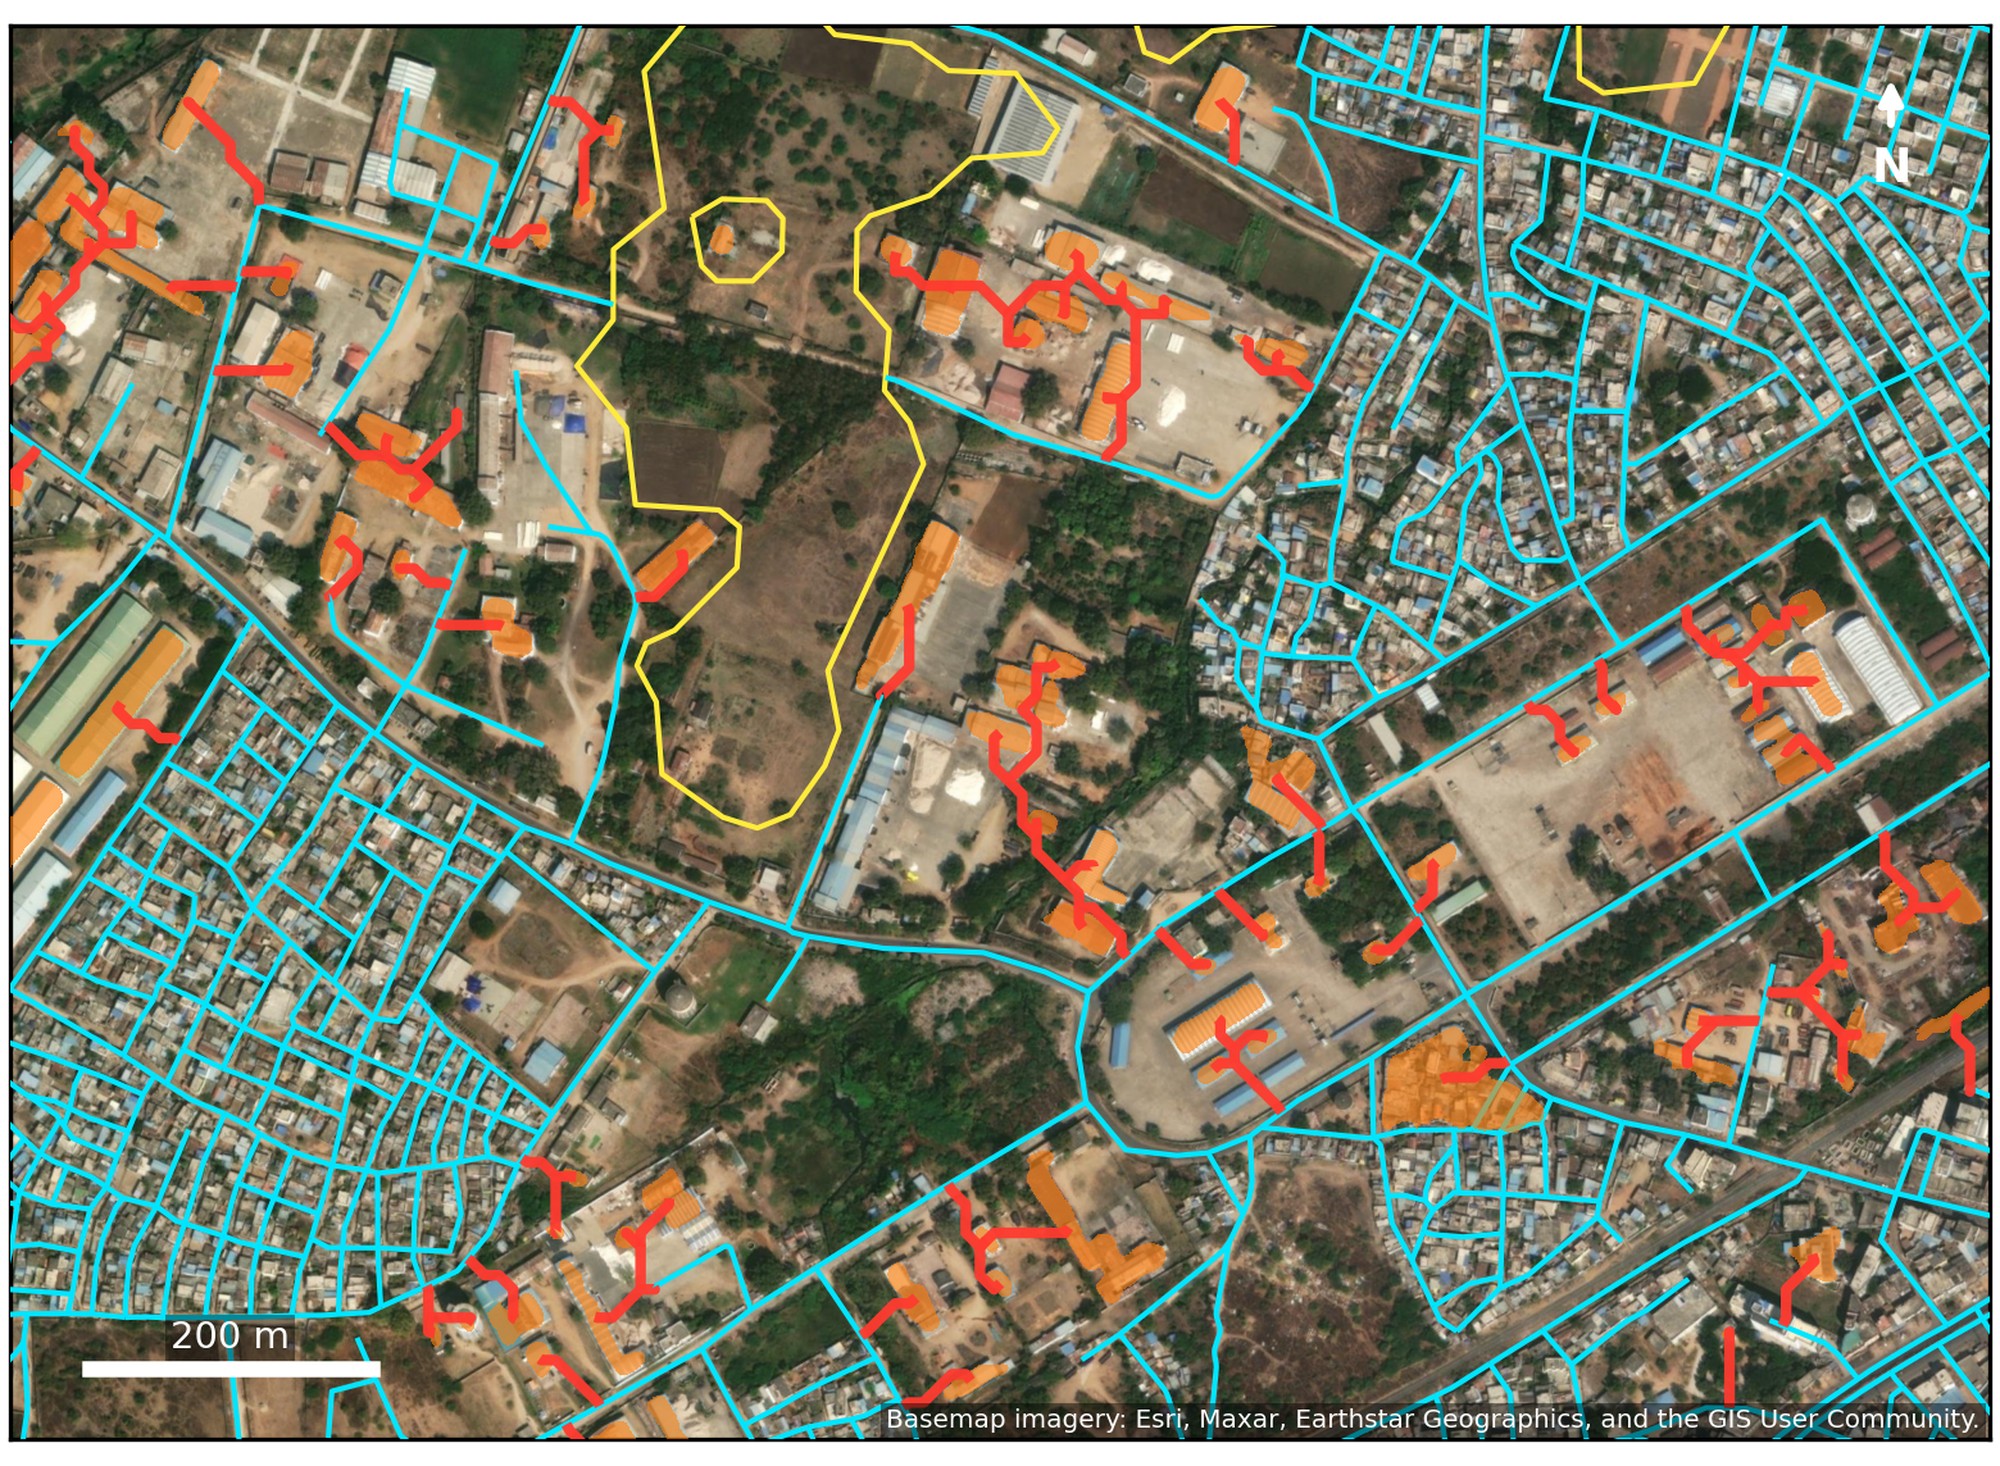 N
200 m
Basemap imagery: Esri, Maxar, Earthstar Geographics, and the GIS User Community.